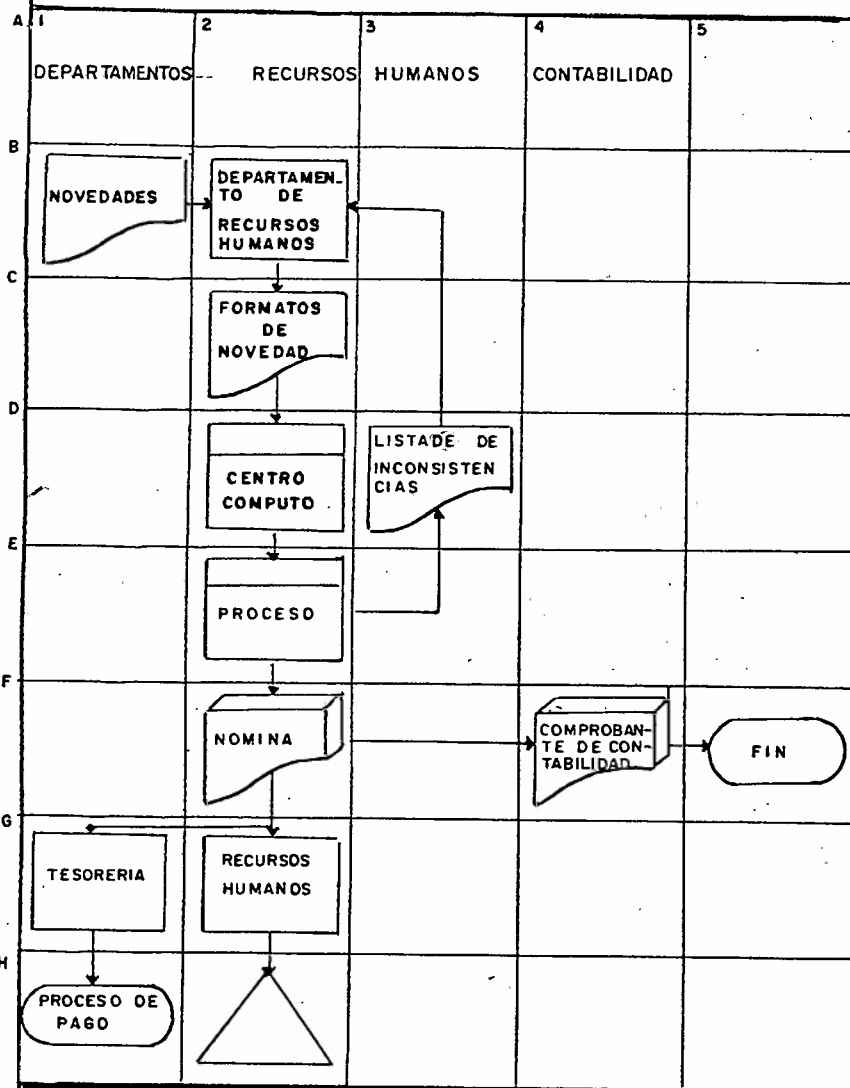 A 1 2 3 4 5
DEPARTAMENTOS-- RECURSOS HUMANOS CONTABILIDAD
B
NOVEDADES
DEPARTAMEN-
TO DE
RECURSOS
HUMANOS
C
FORMATOS
DE
NOVEDAD
D
CENTRO
COMPUTO
LISTADE DE
INCONSISTEN
CIAS
E
PROCESO
F
NOMINA
COMPROBAN-
TE DE CON-
TABILIDAD
FIN
G
TESORERIA
RECURSOS
HUMANOS
H
PROCESO DE
PAGO